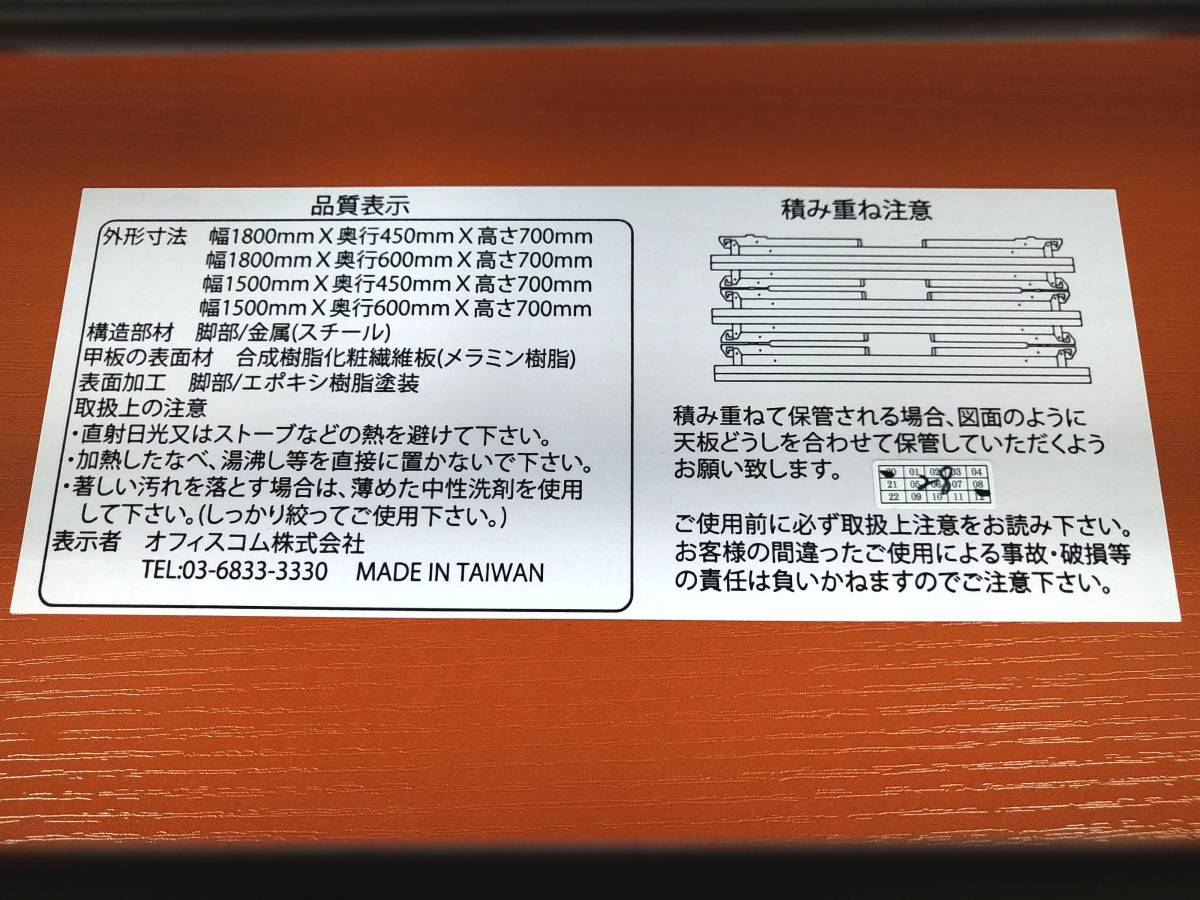 品質表示
外形寸法 幅1800mm X 奥行450mm X 高さ700mm
幅1800mm X 奥行600mm X 高さ700mm
幅1500mm X 奥行450mm X 高さ700mm
幅1500mm X 奥行600mm X 高さ700mm
構造部材 脚部/金属(スチール)
甲板の表面材 合成樹脂化粧繊維板(メラミン樹脂)
表面加工 脚部/エポキシ樹脂塗装
取扱上の注意
・直射日光又はストーブなどの熱を避けて下さい。
・加熱したなべ、湯沸し等を直接に置かないで下さい。
・著しい汚れを落とす場合は、薄めた中性洗剤を使用
して下さい。(しっかり絞ってご使用下さい。)
表示者 オフィスコム株式会社
TEL:03-6833-3330 MADE IN TAIWAN
積み重ね注意
積み重ねて保管される場合、図面のように
天板どうしを合わせて保管していただくよう
お願い致します。
01 02 03 04
21 05 06 07 08
22 09 10 11 12
ご使用前に必ず取扱上注意をお読み下さい。
お客様の間違ったご使用による事故・破損等
の責任は負いかねますのでご注意下さい。